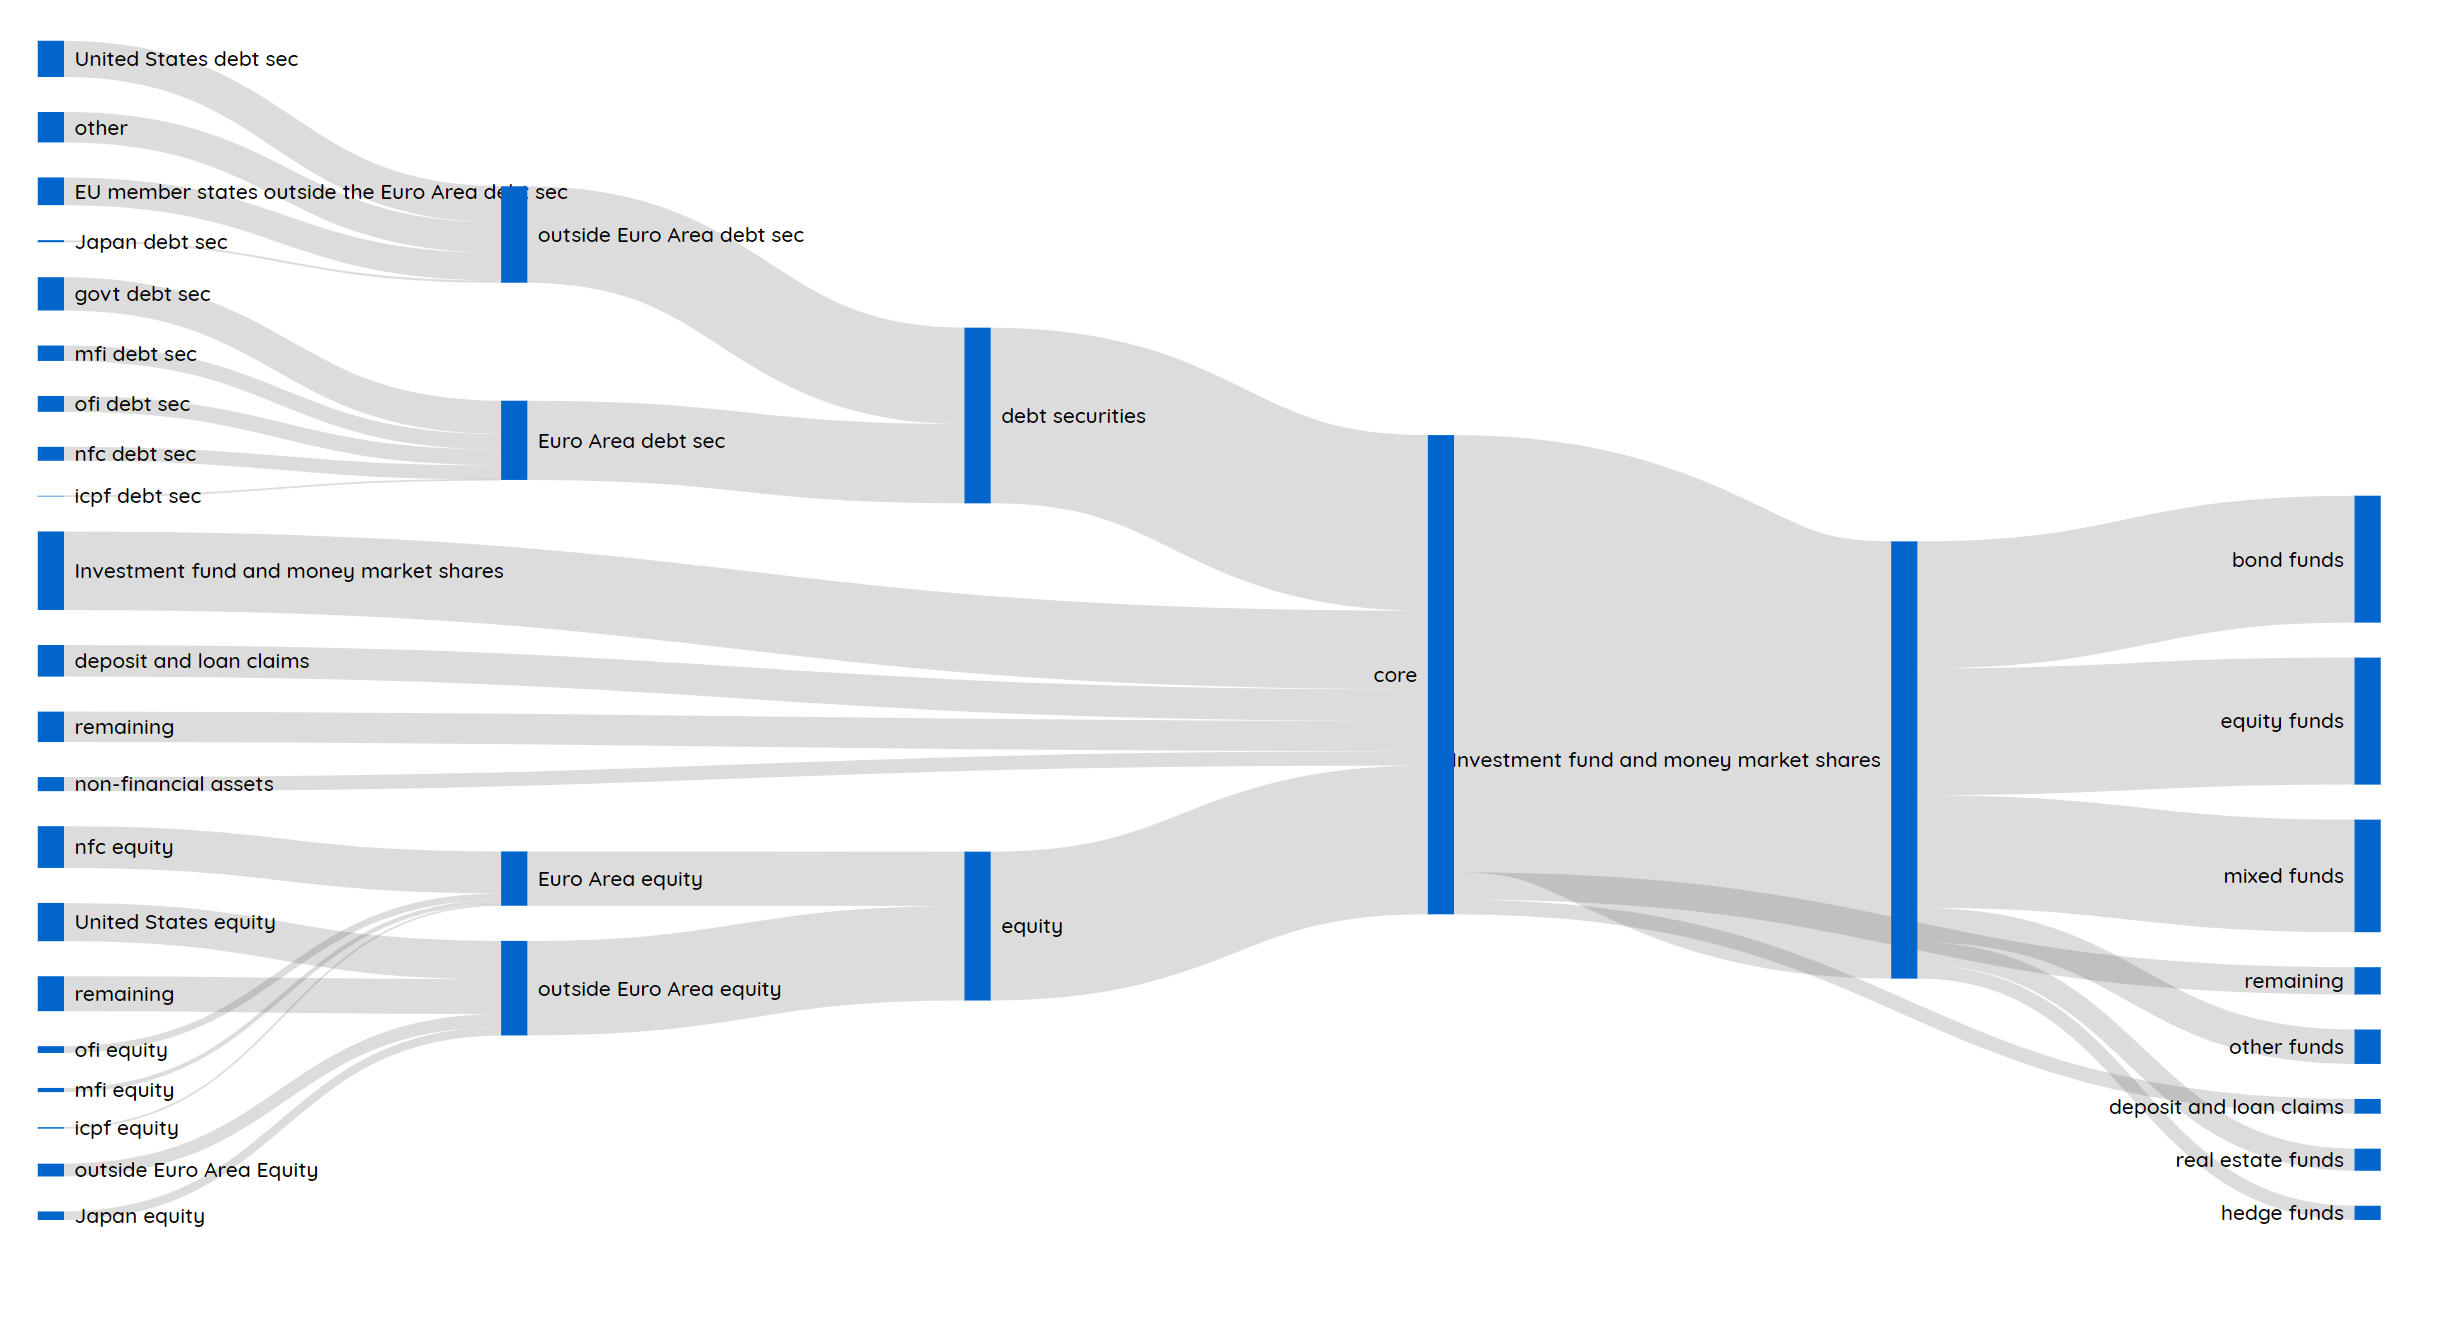 United States debt sec
other
EU member states outside the Euro Area debt sec
Japan debt sec
govt debt sec
mfi debt sec
ofi debt sec
nfc debt sec
icpf debt sec
Investment fund and money market shares
deposit and loan claims
remaining
non-financial assets
nfc equity
United States equity
remaining
ofi equity
mfi equity
icpf equity
outside Euro Area Equity
Japan equity
outside Euro Area debt sec
Euro Area debt sec
Euro Area equity
outside Euro Area equity
debt securities
equity
core
Investment fund and money market shares
bond funds
equity funds
mixed funds
remaining
other funds
deposit and loan claims
real estate funds
hedge funds